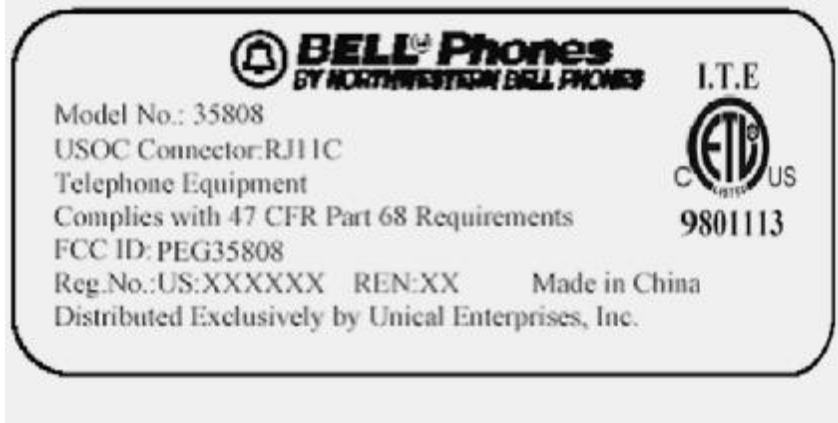 BELL® Phones
BY NORTHWESTERN BELL PHONES
I.T.E
Model No.: 35808
USOC Connector:RJ11C
Telephone Equipment
Complies with 47 CFR Part 68 Requirements
FCC ID: PEG35808
Reg.No.:US:XXXXXX REN:XX Made in China
Distributed Exclusively by Unical Enterprises, Inc.
ETL
LISTED
C US
9801113